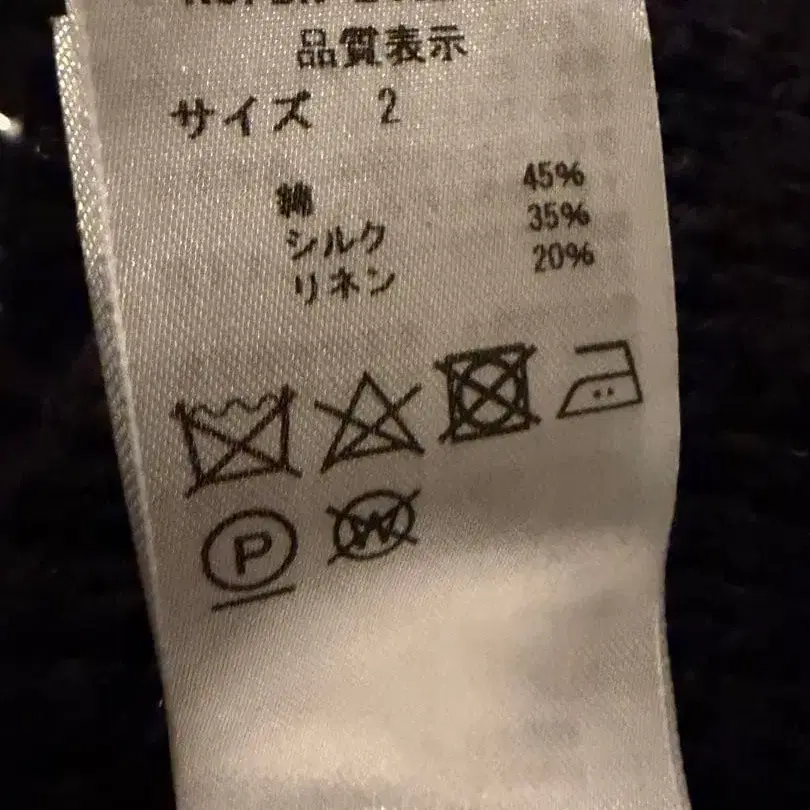 品質表示
サイズ 2
綿 45%
シルク 35%
リネン 20%
P W